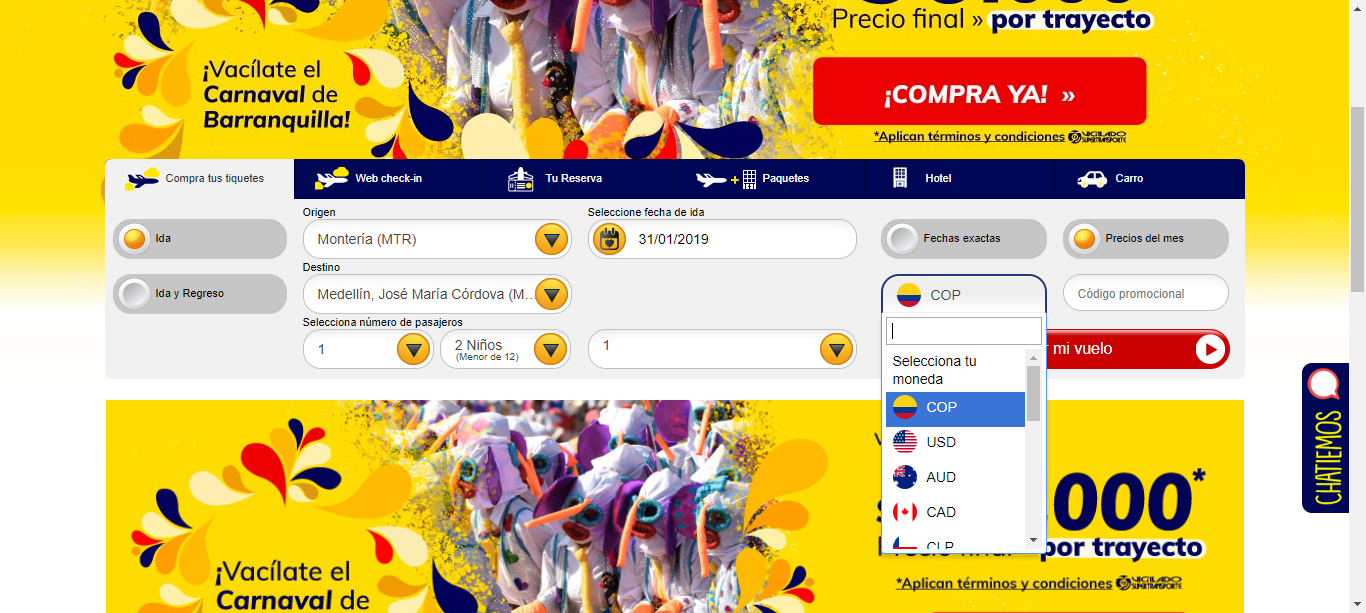 Precio final » por trayecto
¡Vacílate el
Carnaval de
Barranquilla!
¡COMPRA YA! »
*Aplican términos y condiciones VIGILADO SUPERTRANSPORTE
Compra tus tiquetes
Web check-in
Tu Reserva
+ Paquetes
Hotel
Carro
Origen
Seleccione fecha de ida
Ida
Montería (MTR)
31/01/2019
Fechas exactas
Precios del mes
Destino
Ida y Regreso
Medellín, José María Córdova (M...
COP
Código promocional
Selecciona número de pasajeros
1
2 Niños
(Menor de 12)
1
mi vuelo
Selecciona tu
moneda
COP
USD
AUD
CAD
CLP
CHATIEMOS
.000*
por trayecto
*Aplican términos y condiciones VIGILADO SUPERTRANSPORTE
¡Vacílate el
Carnaval de